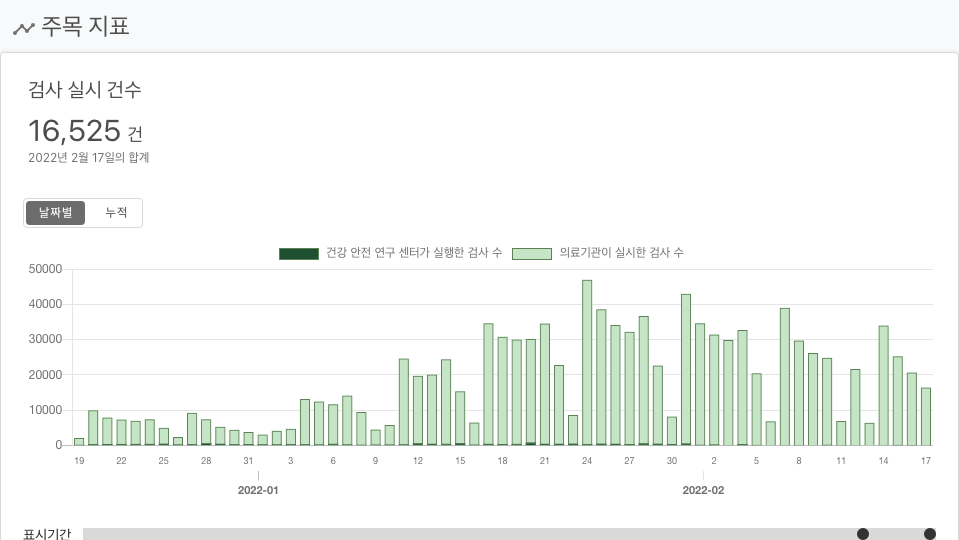 주목 지표
검사 실시 건수
16,525 건
2022년 2월 17일의 합계
날짜별 누적
건강 안전 연구 센터가 실행한 검사 수 의료기관이 실시한 검사 수
50000
40000
30000
20000
10000
0
19 22 25 28 31 3 6 9 12 15 18 21 24 27 30 2 5 8 11 14 17
2022-01 2022-02
표시기간